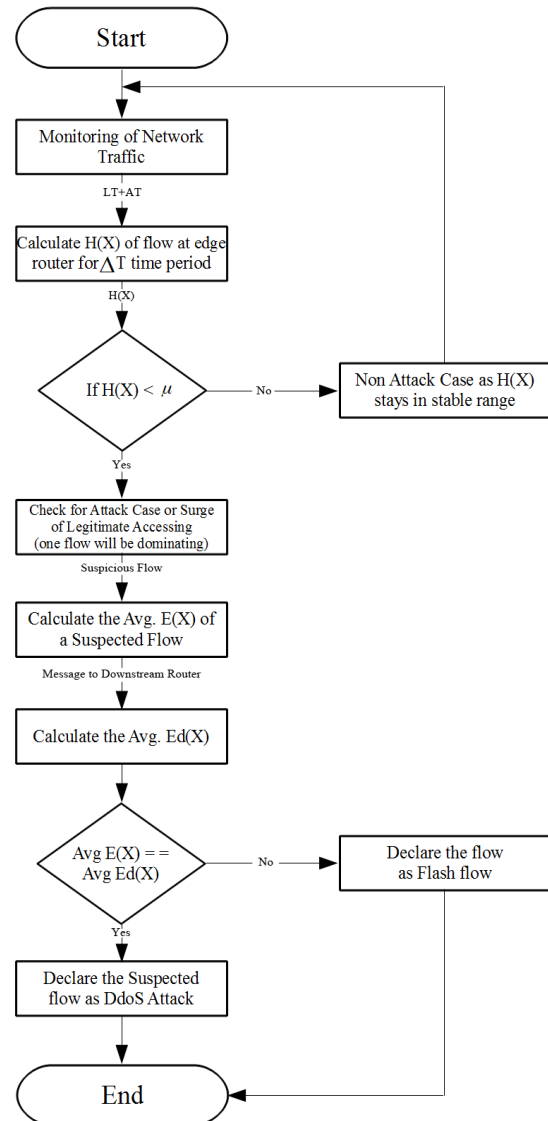 Start
Monitoring of Network
Traffic
LT+AT
Calculate H(X) of flow at edge
router for ΔT time period
H(X)
If H(X) < μ
No
Non Attack Case as H(X)
stays in stable range
Yes
Check for Attack Case or Surge
of Legitimate Accessing
(one flow will be dominating)
Suspicious Flow
Calculate the Avg. E(X) of
a Suspected Flow
Message to Downstream Router
Calculate the Avg. Ed(X)
Avg E(X) = =
Avg Ed(X)
No
Declare the flow
as Flash flow
Yes
Declare the Suspected
flow as DdoS Attack
End